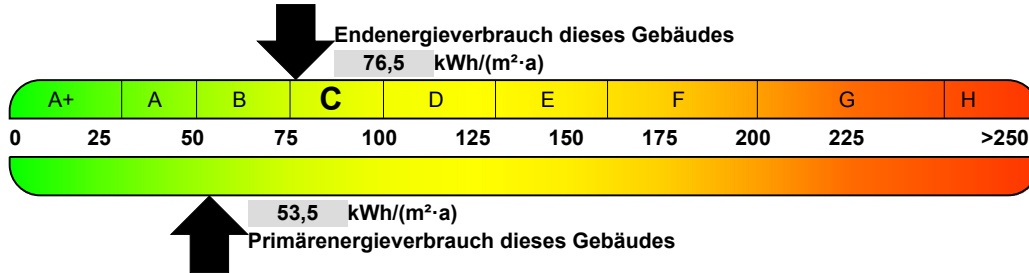 Endenergieverbrauch dieses Gebäudes
76,5 kWh/(m²·a)
A+ A B C D E F G H
0 25 50 75 100 125 150 175 200 225 >250
53,5 kWh/(m²·a)
Primärenergieverbrauch dieses Gebäudes